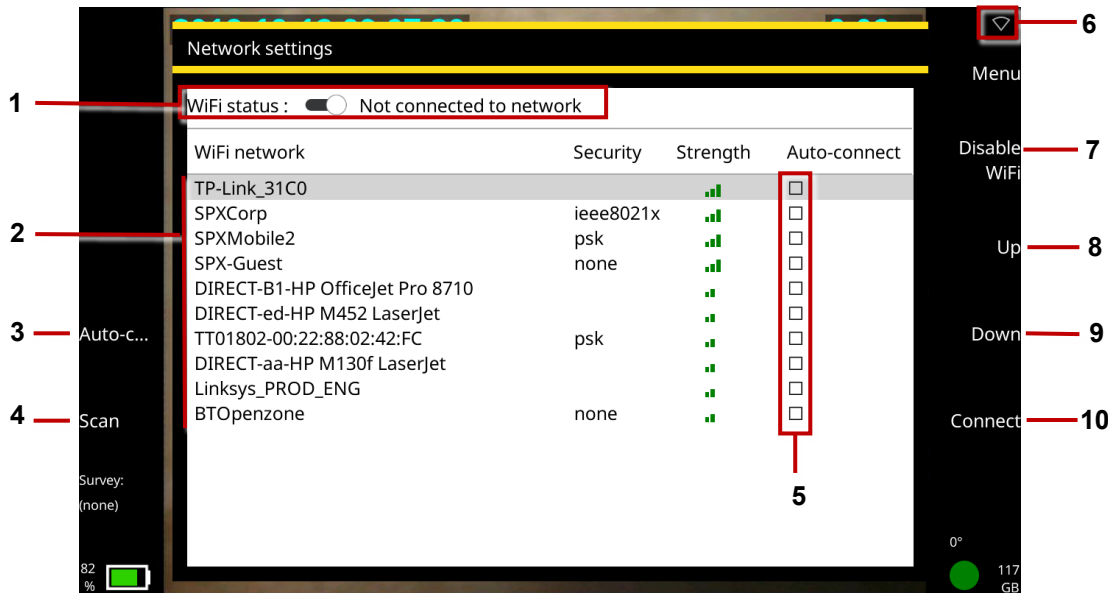 6
Network settings
Menu
1
WiFi status : Not connected to network
WiFi network Security Strength Auto-connect
Disable
WiFi
7
TP-Link_31C0
SPXCorp ieee8021x
2
SPXMobile2 psk
Up
8
SPX-Guest none
DIRECT-B1-HP OfficeJet Pro 8710
DIRECT-ed-HP M452 LaserJet
3
Auto-c...
TT01802-00:22:88:02:42:FC psk
Down
9
DIRECT-aa-HP M130f LaserJet
Linksys_PROD_ENG
4
Scan
BTOpenzone none
Connect
10
Survey:
(none)
5
0°
82
%
117
GB